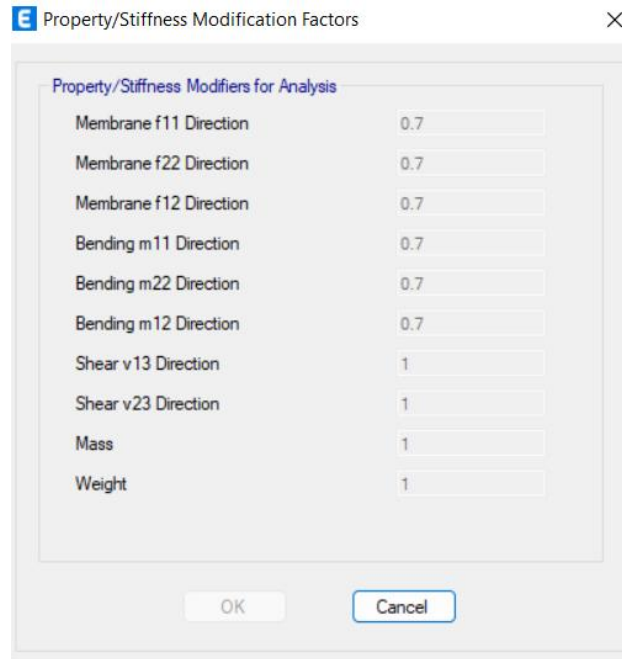 E Property/Stiffness Modification Factors
Property/Stiffness Modifiers for Analysis
Membrane f11 Direction 0.7
Membrane f22 Direction 0.7
Membrane f12 Direction 0.7
Bending m11 Direction 0.7
Bending m22 Direction 0.7
Bending m12 Direction 0.7
Shear v13 Direction 1
Shear v23 Direction 1
Mass 1
Weight 1
OK Cancel